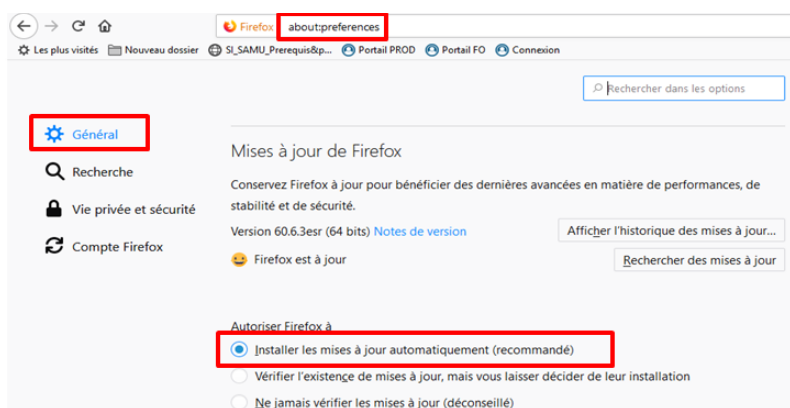 Firefox about:preferences
Les plus visités Nouveau dossier SI_SAMU_Prerequis&p... Portail PROD Portail FO Connexion
Rechercher dans les options
Général
Recherche
Vie privée et sécurité
Compte Firefox
Mises à jour de Firefox
Conservez Firefox à jour pour bénéficier des dernières avancées en matière de performances, de
stabilité et de sécurité.
Version 60.6.3esr (64 bits) Notes de version
Afficher l'historique des mises à jour...
Firefox est à jour
Rechercher des mises à jour
Autoriser Firefox à
Installer les mises à jour automatiquement (recommandé)
Vérifier l'existence de mises à jour, mais vous laisser décider de leur installation
Ne jamais vérifier les mises à jour (déconseillé)